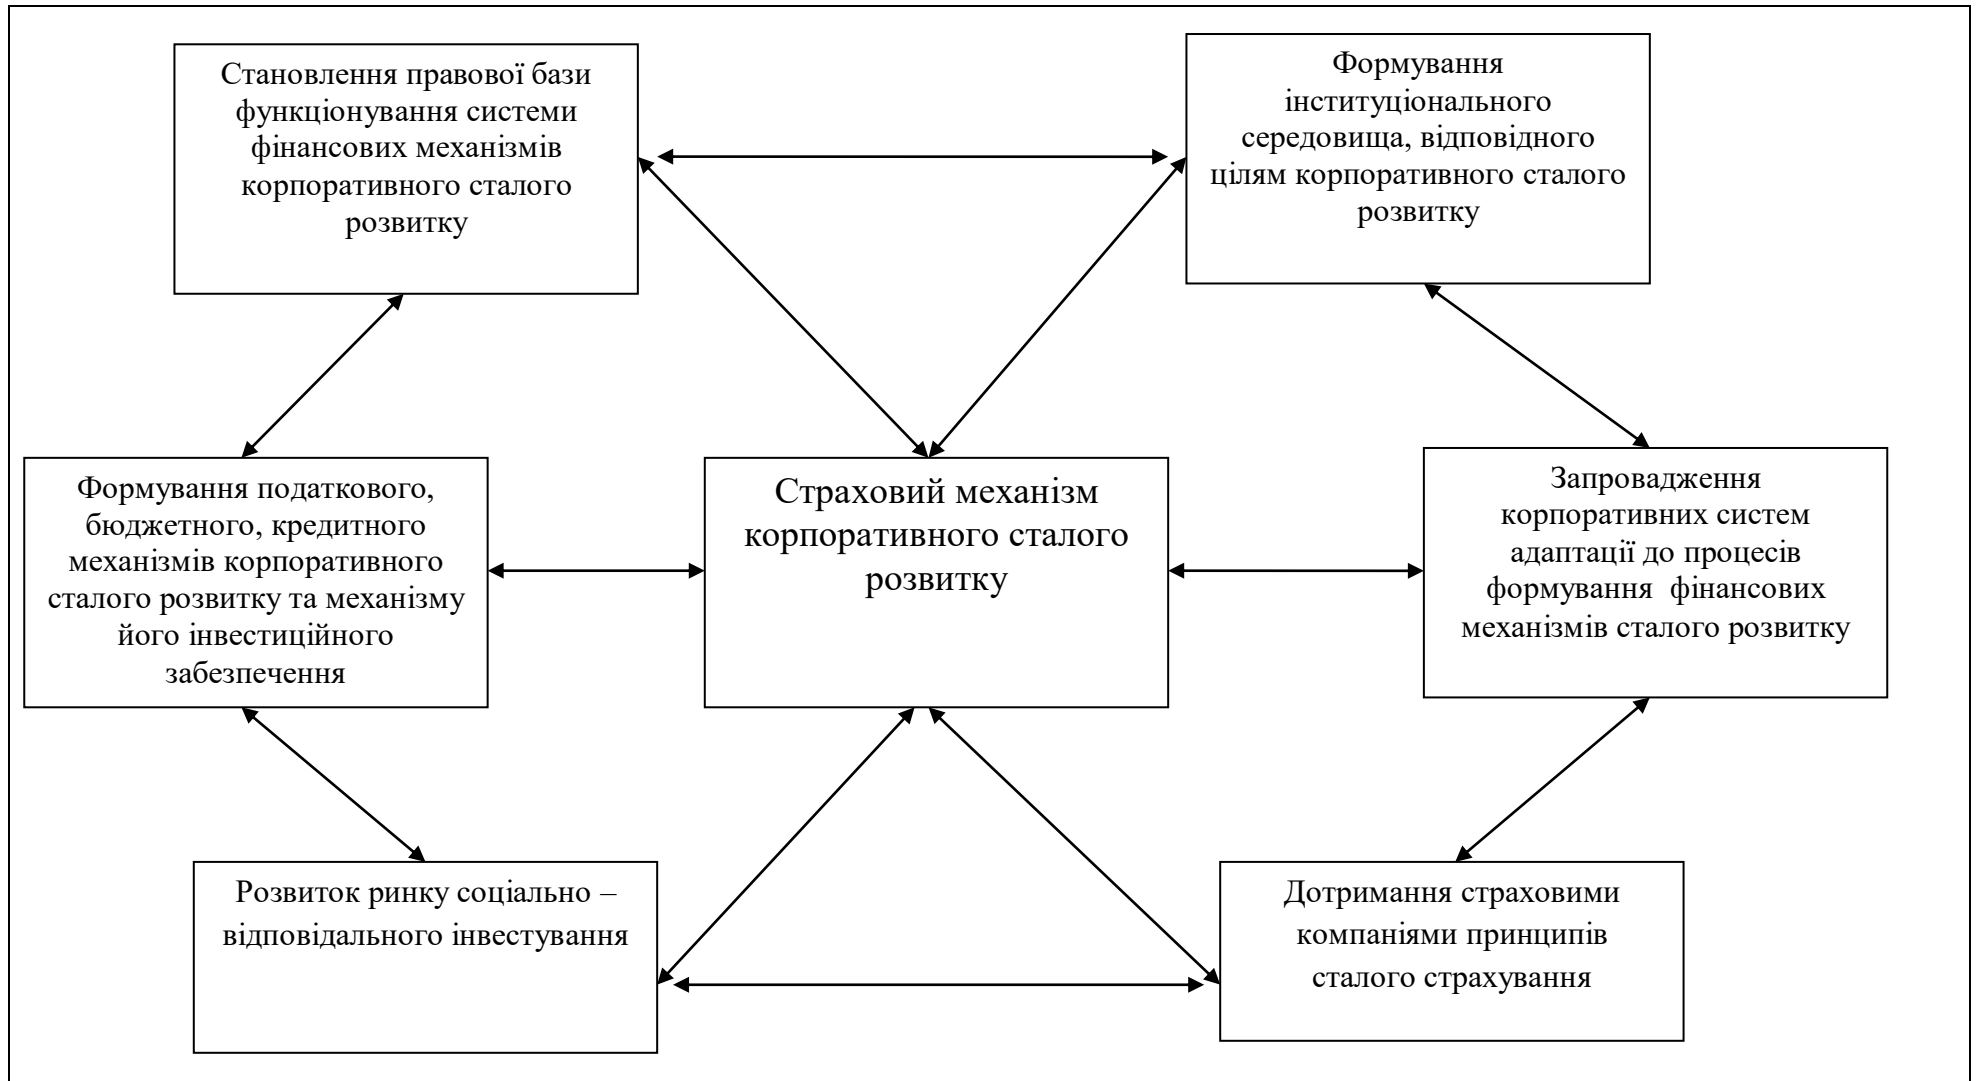 Становлення правової бази
функціонування системи
фінансових механізмів
корпоративного сталого
розвитку
Формування
інституціонального
середовища, відповідного
цілям корпоративного сталого
розвитку
Формування податкового,
бюджетного, кредитного
механізмів корпоративного
сталого розвитку та механізму
його інвестиційного
забезпечення
Страховий механізм
корпоративного сталого
розвитку
Запровадження
корпоративних систем
адаптації до процесів
формування  фінансових
механізмів сталого розвитку
Розвиток ринку соціально –
відповідального інвестування
Дотримання страховими
компаніями принципів
сталого страхування